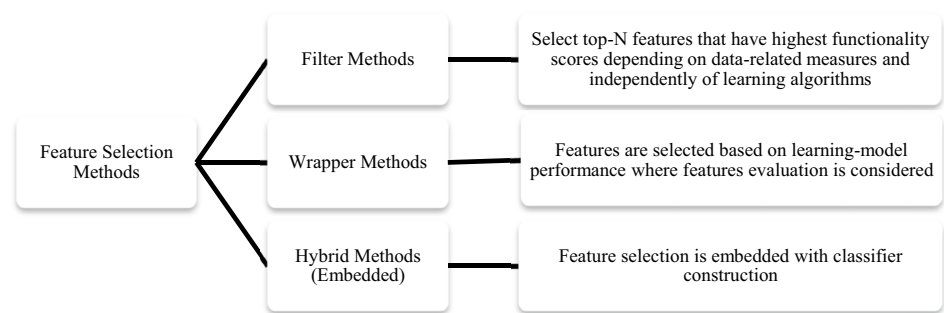 Feature Selection
Methods
Filter Methods
Select top-N features that have highest functionality
scores depending on data-related measures and
independently of learning algorithms
Wrapper Methods
Features are selected based on learning-model
performance where features evaluation is considered
Hybrid Methods
(Embedded)
Feature selection is embedded with classifier
construction